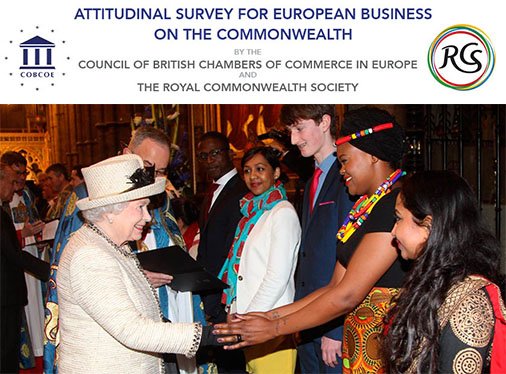 ATTITUDINAL SURVEY FOR EUROPEAN BUSINESS
ON THE COMMONWEALTH
BY THE
COUNCIL OF BRITISH CHAMBERS OF COMMERCE IN EUROPE
AND
THE ROYAL COMMONWEALTH SOCIETY
COBCOE
RCS